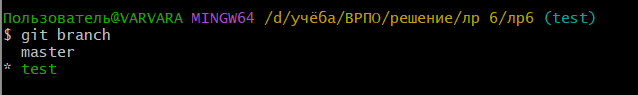 Пользователь@VARVARA MINGW64 /d/учёба/ВРПО/решение/лр 6/лр6 (test)
$ git branch
  master
* test